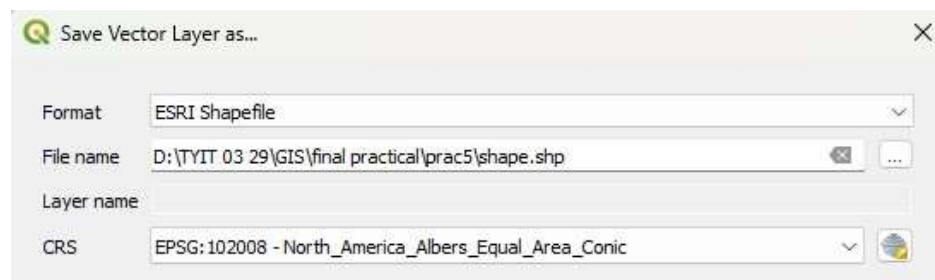 Save Vector Layer as...
Format ESRI Shapefile
File name D:\TYIT 03 29\GIS\final practical\prac5\shape.shp ...
Layer name
CRS EPSG:102008 - North_America_Albers_Equal_Area_Conic